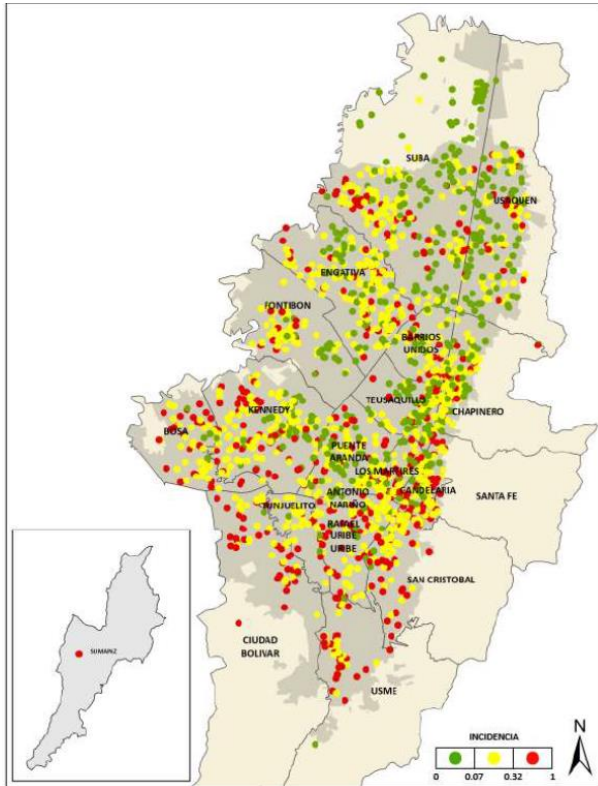 SUBA
USAQUEN
ENGATIVA
FONTIBON
BARRIOS
UNIDOS
TEUSAQUILLO
CHAPINERO
KENNEDY
BOSA
PUENTE
ARANDA
LOS MARTIRES
CANDELARIA
SANTA FE
ANTONIO
NARIÑO
TUNJUELITO
RAFAEL
URIBE
URIBE
SAN CRISTOBAL
CIUDAD
BOLIVAR
USME
SUMAPAZ
INCIDENCIA
0 0.07 0.32 1
N